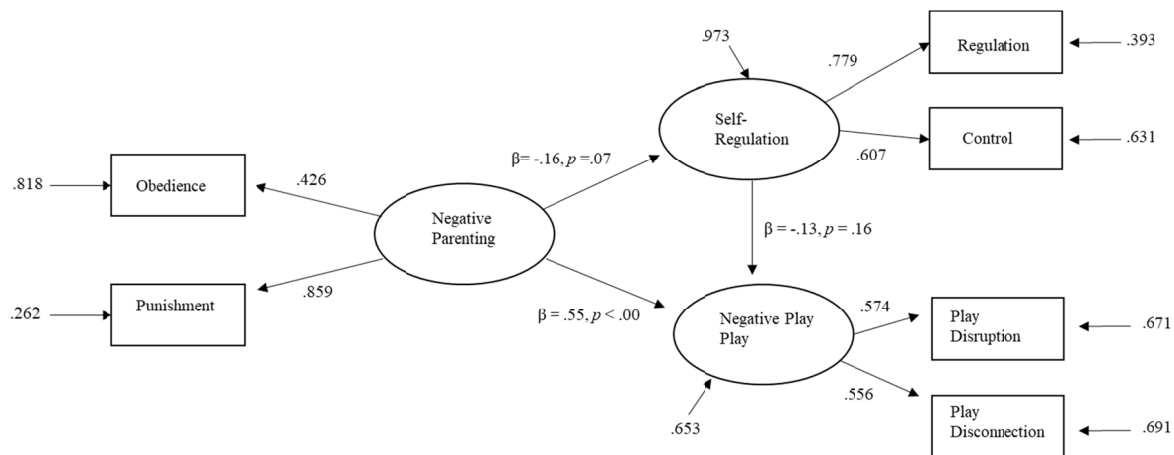 .973
.779
Regulation
.393
Self-
Regulation
Control
.631
.607
β= -.16, p =.07
.818
Obedience
.426
Negative
Parenting
β = -.13, p = .16
.262
Punishment
.859
β = .55, p < .00
Negative Play
Play
.574
Play
Disruption
.671
.556
.653
Play
Disconnection
.691